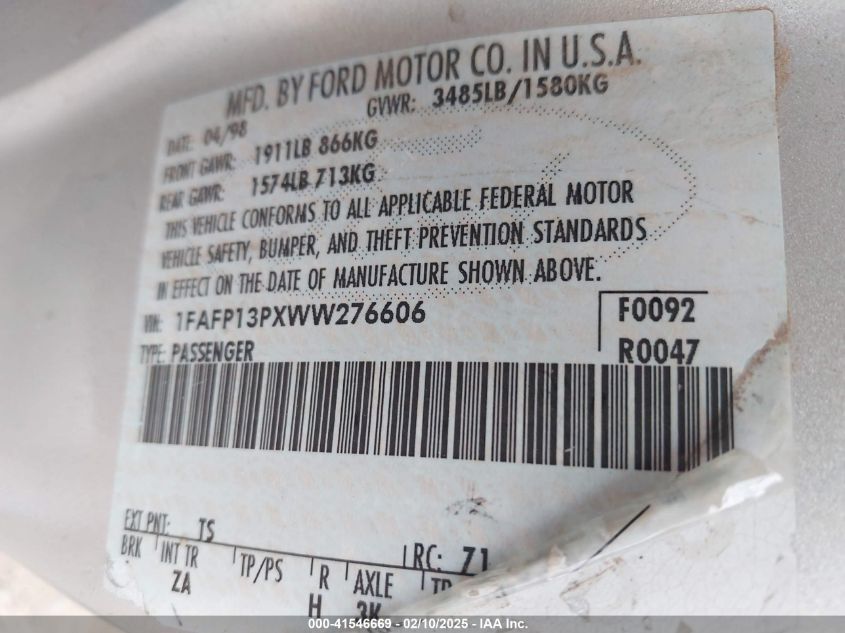 MFD. BY FORD MOTOR CO. IN U.S.A.
DATE: 04/98 GVWR: 3485LB/1580KG
FRONT GAWR: 1911LB 866KG
REAR GAWR: 1574LB 713KG
THIS VEHICLE CONFORMS TO ALL APPLICABLE FEDERAL MOTOR
VEHICLE SAFETY, BUMPER, AND THEFT PREVENTION STANDARDS
IN EFFECT ON THE DATE OF MANUFACTURE SHOWN ABOVE.
VIN: 1FAFP13PXWW276606 F0092
TYPE: PASSENGER R0047
EXT PNT: TS RC: 71
BRK INT TR TP/PS R AXLE
ZA H 3K
000-41546669 - 02/10/2025 - IAA Inc.